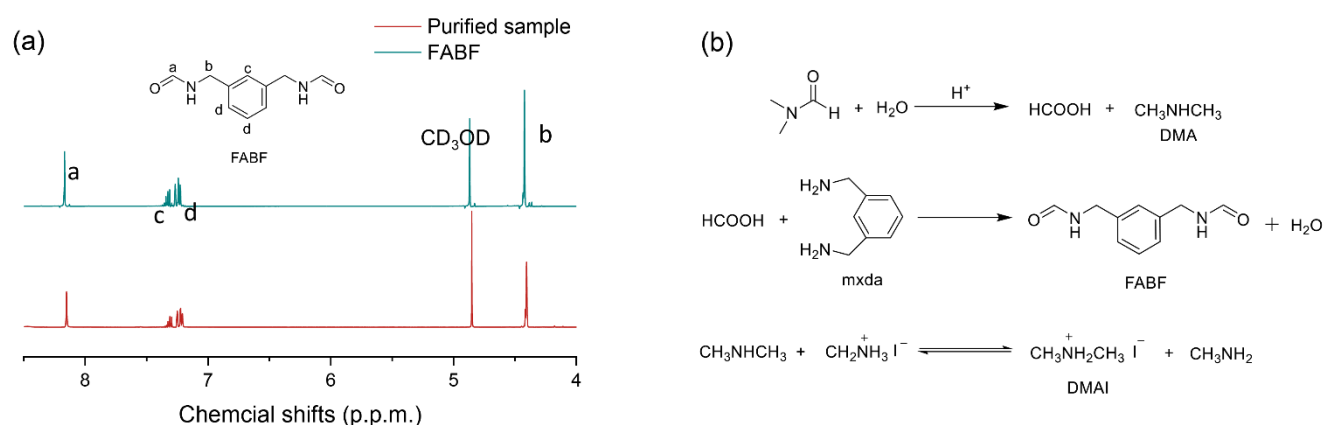 (a)
Purified sample
FABF
a
b
c
O
N
H
d
d
N
H
O
FABF
CD3OD
b
a
c
d
8
7
6
5
4
Chemcial shifts (p.p.m.)
(b)
O
N
H
+ H2O
H+
HCOOH + CH3NHCH3
DMA
HCOOH +
H2N
H2N
mxda
O
N
H
N
H
O
FABF
+ H2O
CH3NHCH3 + CH2NH3+ I− CH3NH2CH3+ I− + CH3NH2
DMAI